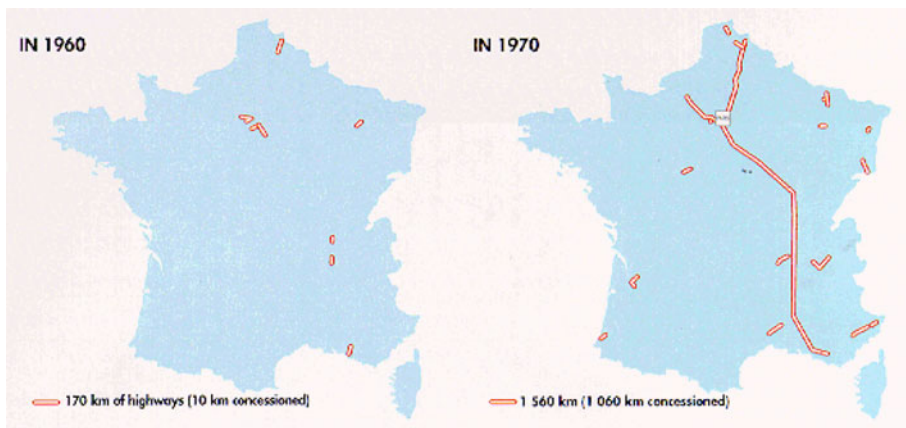 IN 1960
IN 1970
170 km of highways (10 km concessioned)
1 560 km (1 060 km concessioned)